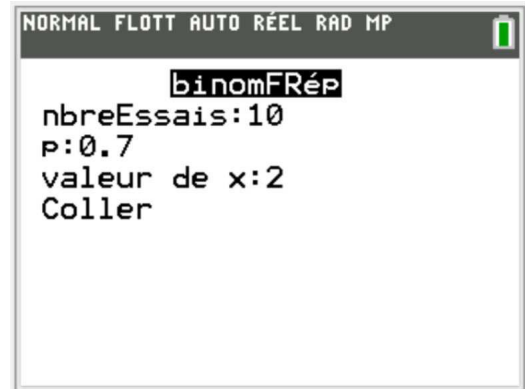 NORMAL FLOTT AUTO RÉEL RAD MP
binomFRép
nbreEssais:10
p:0.7
valeur de x:2
Coller